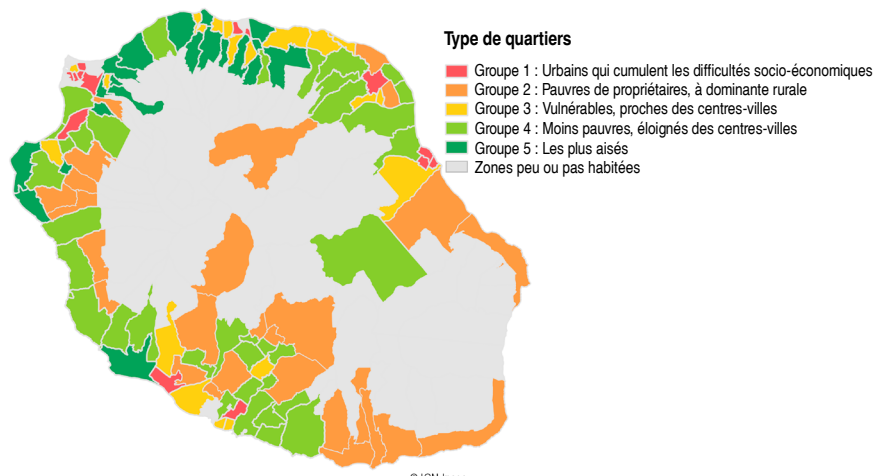 Type de quartiers
Groupe 1 : Urbains qui cumulent les difficultés socio-économiques
Groupe 2 : Pauvres de propriétaires, à dominante rurale
Groupe 3 : Vulnérables, proches des centres-villes
Groupe 4 : Moins pauvres, éloignés des centres-villes
Groupe 5 : Les plus aisés
Zones peu ou pas habitées